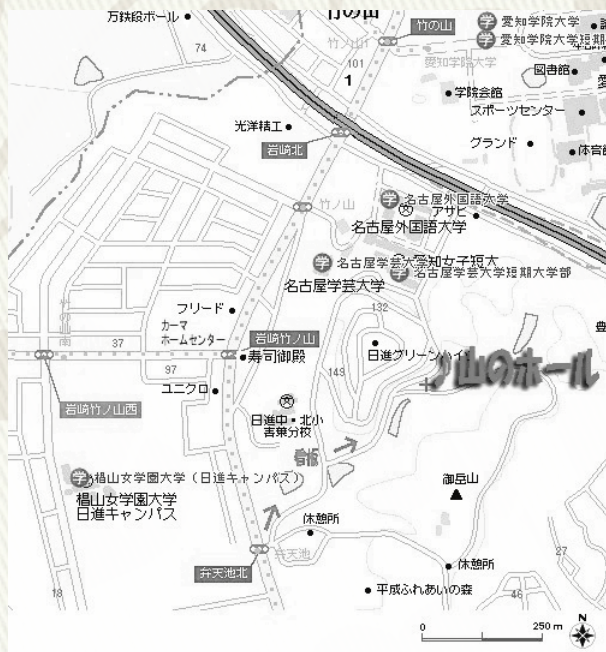 万鉄段ボール
竹の山
竹の山
愛知学院大学
愛知学院大学短期
74
竹ノ山1
101
愛知学院大学
図書館
1
学院会館
スポーツセンター
光洋精工
グランド
体育館
岩崎北
竹ノ山
名古屋外国語大学
アサヒ
名古屋外国語大学
愛知女子短大
名古屋学芸大学
名古屋学芸大学短期大学部
名古屋学芸大学
132
フリード
カーマ
ホームセンター
竹の山南
37
岩崎竹ノ山
日進グリーンハイツ
豊
寿司御殿
149
♪山のホール
97
ユニクロ
岩崎竹ノ山西
日進中・北小
看板
椙山女学園大学(日進キャンパス)
椙山女学園大学
日進キャンパス
御岳山
休憩所
弁天池
弁天池北
休憩所
27
18
平成ふれあいの森
46
0
250 m
N